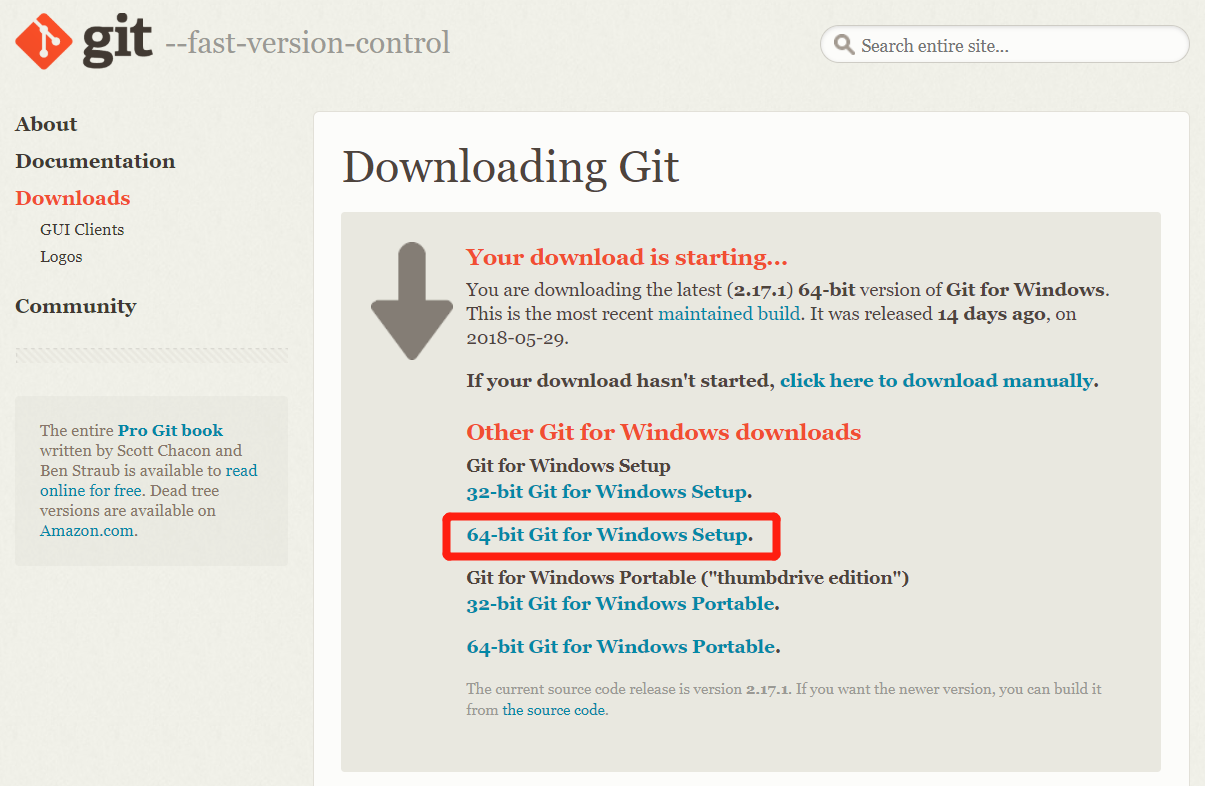 git --fast-version-control
Search entire site...
About
Documentation
Downloads
GUI Clients
Logos
Community
The entire Pro Git book
written by Scott Chacon and
Ben Straub is available to read
online for free. Dead tree
versions are available on
Amazon.com.
Downloading Git
Your download is starting...
You are downloading the latest (2.17.1) 64-bit version of Git for Windows.
This is the most recent maintained build. It was released 14 days ago, on
2018-05-29.
If your download hasn't started, click here to download manually.
Other Git for Windows downloads
Git for Windows Setup
32-bit Git for Windows Setup.
64-bit Git for Windows Setup.
Git for Windows Portable ("thumbdrive edition")
32-bit Git for Windows Portable.
64-bit Git for Windows Portable.
The current source code release is version 2.17.1. If you want the newer version, you can build it
from the source code.